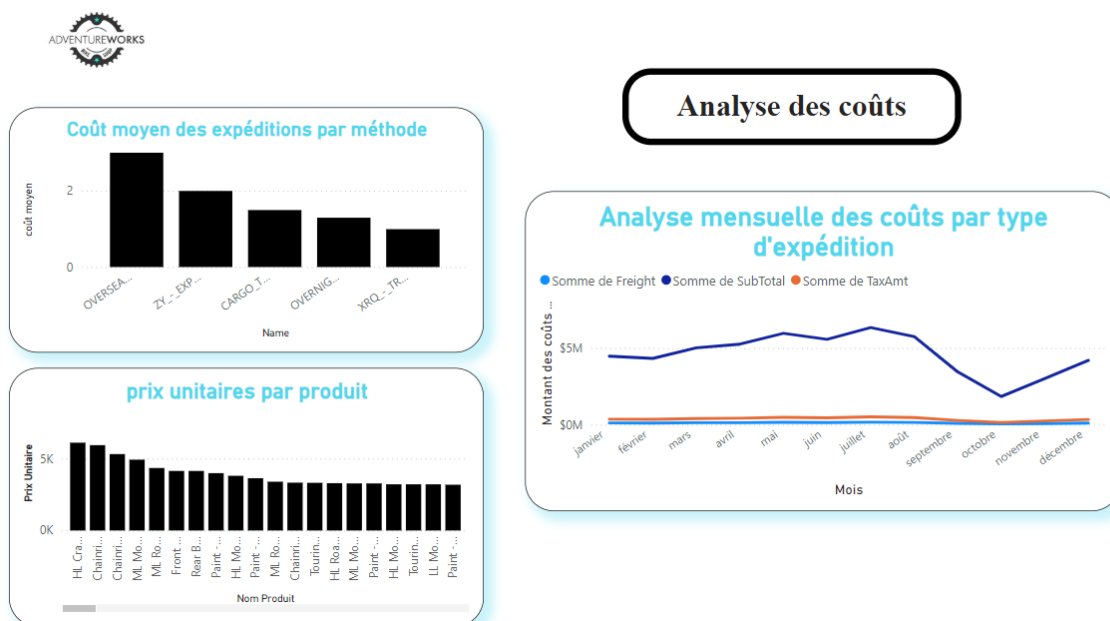 ADVENTUREWORKS
Analyse des coûts
Coût moyen des expéditions par méthode
coût moyen
2
0
OVERSEA...
ZY_-_EXP...
CARGO_T...
OVERNIG...
XRQ_-_TR...
Name
prix unitaires par produit
Prix Unitaire
5K
0K
HL Cra...
Chainri...
Chainri...
ML Mo...
ML Ro...
Front ...
Rear B...
Paint - ...
HL Mo...
Paint - ...
ML Ro...
Chainri...
Tourin...
HL Roa...
ML Mo...
Paint - ...
HL Mo...
Tourin...
LL Mo...
Paint - ...
Nom Produit
Analyse mensuelle des coûts par type
d'expédition
Somme de Freight Somme de SubTotal Somme de TaxAmt
Montant des coûts ...
$5M
$0M
janvier
février
mars
avril
mai
juin
juillet
août
septembre
octobre
novembre
décembre
Mois